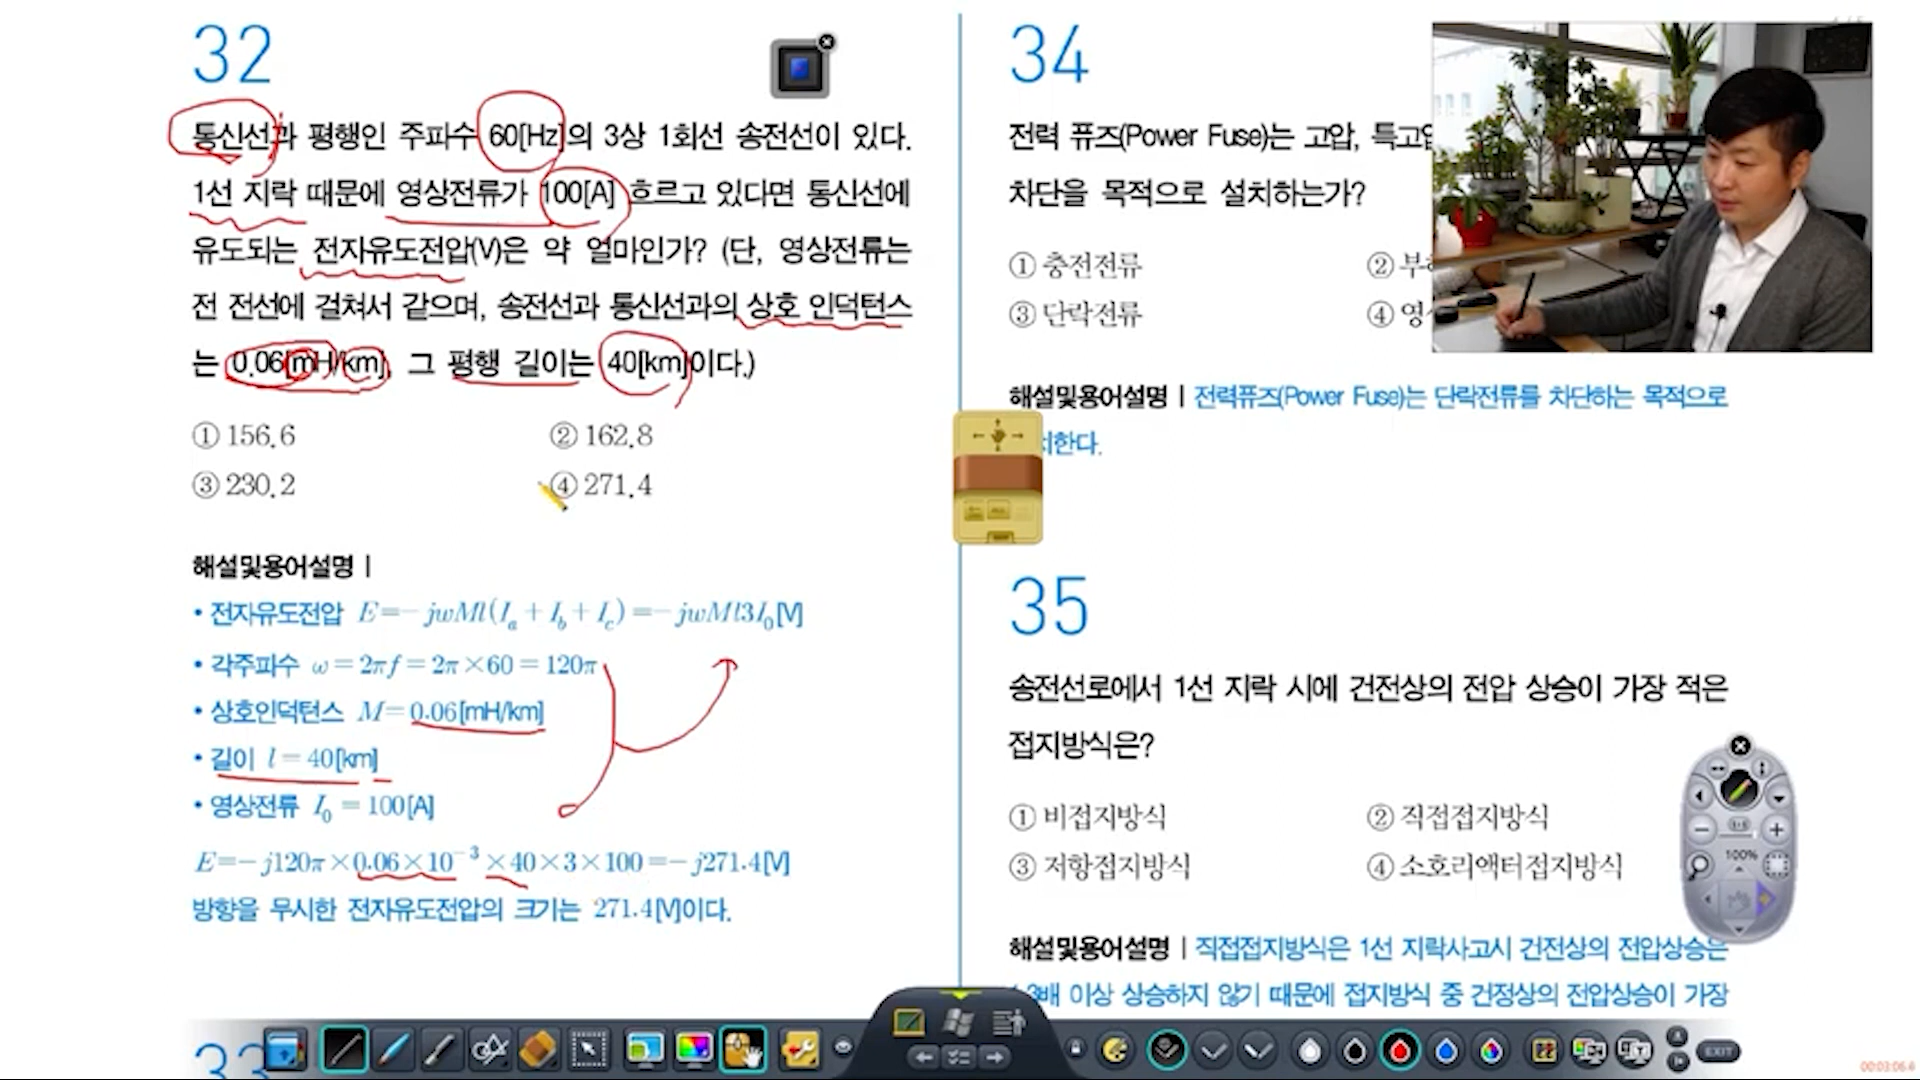 32
통신선과 평행인 주파수 60[Hz]의 3상 1회선 송전선이 있다.
1선 지락 때문에 영상전류가 100[A] 흐르고 있다면 통신선에
유도되는 전자유도전압(V)은 약 얼마인가? (단, 영상전류는
전 전선에 걸쳐서 같으며, 송전선과 통신선과의 상호 인덕턴스
는 0.06[mH/km], 그 평행 길이는 40[km]이다.)
① 156.6 ② 162.8
③ 230.2 ④ 271.4
해설및용어설명 |
• 전자유도전압 E=-jwMl(Iₐ+I_b+I_c)=-jwMl3I₀[V]
• 각주파수 ω=2πf=2π×60=120π
• 상호인덕턴스 M=0.06[mH/km]
• 길이 l=40[km]
• 영상전류 I₀=100[A]
E=-j120π×0.06×10⁻³×40×3×100=-j271.4[V]
방향을 무시한 전자유도전압의 크기는 271.4[V]이다.
33
34
전력 퓨즈(Power Fuse)는 고압, 특고압
차단을 목적으로 설치하는가?
① 충전전류 ②
③ 단락전류 ④ 영
해설및용어설명 | 전력퓨즈(Power Fuse)는 단락전류를 차단하는 목적으로
치한다.
35
송전선로에서 1선 지락 시에 건전상의 전압 상승이 가장 적은
접지방식은?
① 비접지방식 ② 직접접지방식
③ 저항접지방식 ④ 소호리액터접지방식
해설및용어설명 | 직접접지방식은 1선 지락사고시 건전상의 전압상승은
1.3배 이상 상승하지 않기 때문에 접지방식 중 건정상의 전압상승이 가장
100%
EXIT
00:03:06.4